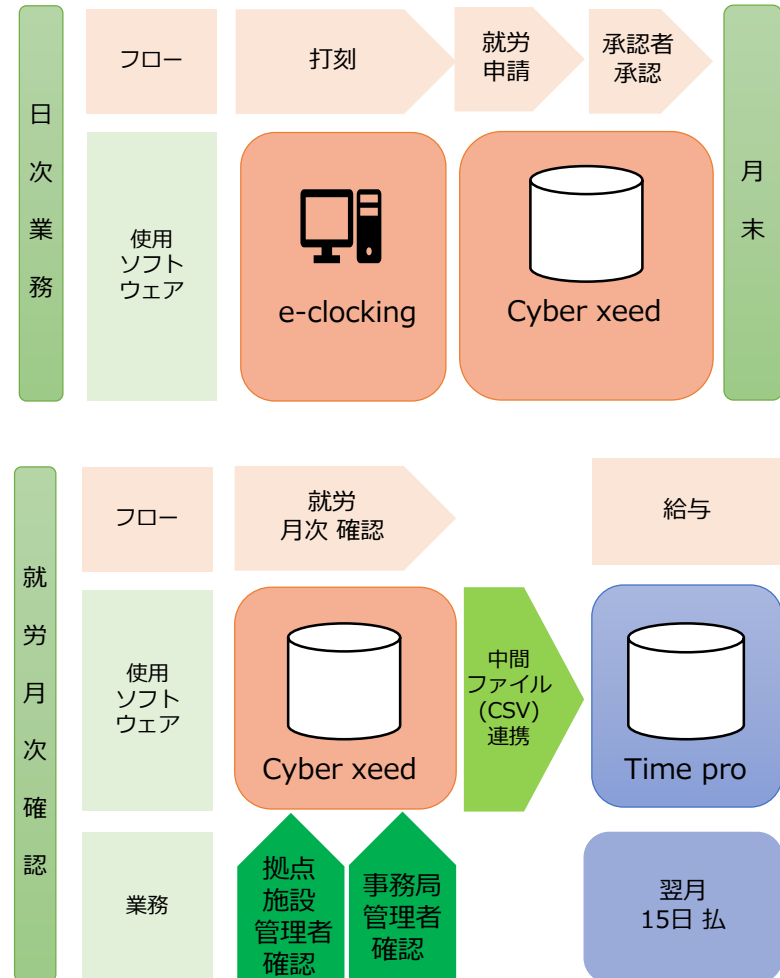 日次業務
フロー
打刻
就労
申請
承認者
承認
月末
使用
ソフト
ウェア
e-clocking
Cyber xeed
就労月次確認
フロー
就労
月次 確認
給与
使用
ソフト
ウェア
Cyber xeed
中間
ファイル
(CSV)
連携
Time pro
業務
拠点
施設
管理者
確認
事務局
管理者
確認
翌月
15日 払